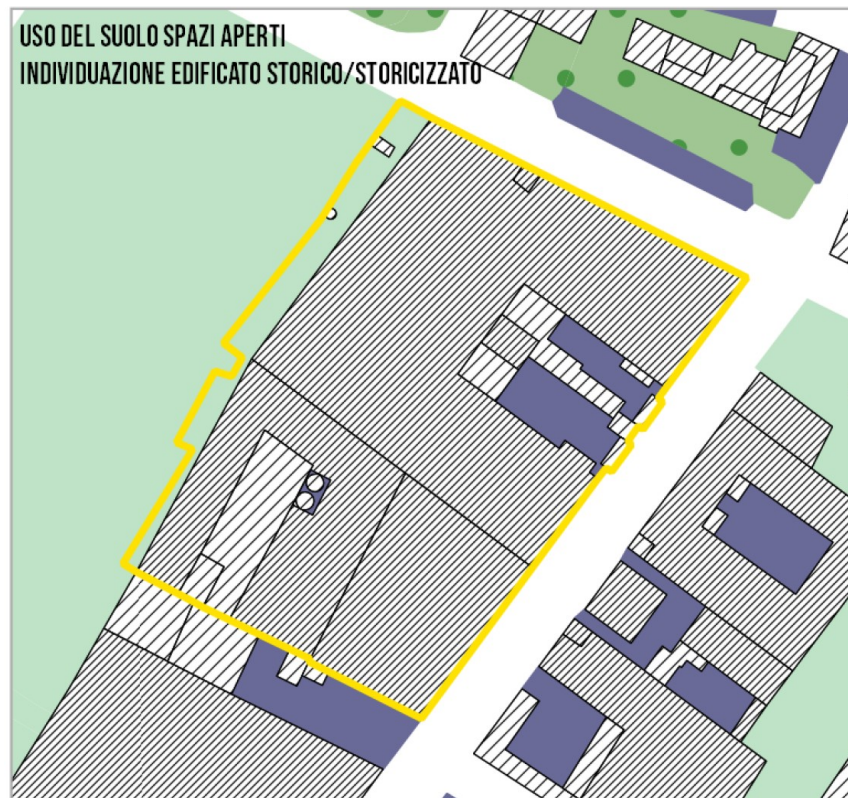 USO DEL SUOLO SPAZI APERTI
INDIVIDUAZIONE EDIFICATO STORICO/STORICIZZATO